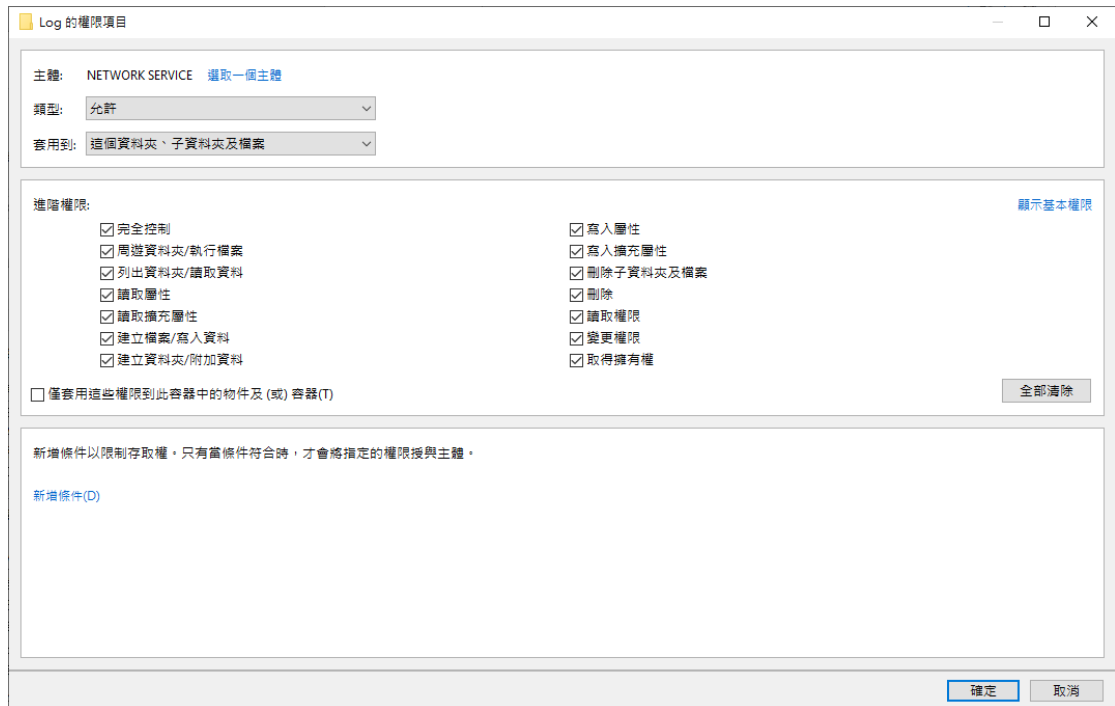 Log 的權限項目
主體: NETWORK SERVICE 選取一個主體
類型: 允許
套用到: 這個資料夾、子資料夾及檔案
進階權限: 顯示基本權限
完全控制 寫入屬性
周遊資料夾/執行檔案 寫入擴充屬性
列出資料夾/讀取資料 刪除子資料夾及檔案
讀取屬性 刪除
讀取擴充屬性 讀取權限
建立檔案/寫入資料 變更權限
建立資料夾/附加資料 取得擁有權
僅套用這些權限到此容器中的物件及 (或) 容器(T) 全部清除
新增條件以限制存取權。只有當條件符合時，才會將指定的權限授與主體。
新增條件(D)
確定 取消